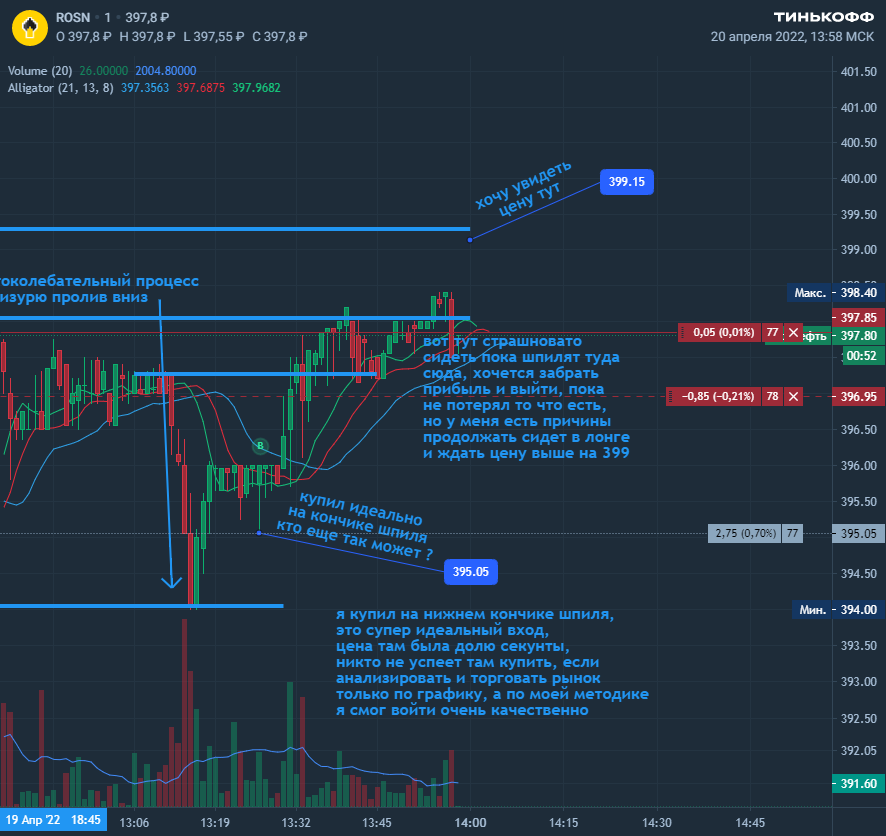 ROSN · 1 · 397,8 ₽
О 397,8 ₽ Н 397,8 ₽ L 397,55 ₽ С 397,8 ₽
ТИНЬКОФФ
20 апреля 2022, 13:58 МСК
Volume (20) 26.00000 2004.80000
Alligator (21, 13, 8) 397.3563 397.6875 397.9682
401.50
401.00
400.50
400.00
399.50
399.00
хочу увидеть
цену тут
399.15
токолебательный процесс
изурю пролив вниз
Макс. 398.40
397.85
0,05 (0,01%) 77 ✕
ефть 397.80
00:52
−0,85 (−0,21%) 78 ✕
396.95
396.50
396.00
395.50
2,75 (0,70%) 77
395.05
394.50
Мин. 394.00
393.50
393.00
392.50
392.05
391.60
вот тут страшновато
сидеть пока шпилят туда
сюда, хочется забрать
прибыль и выйти, пока
не потерял то что есть,
но у меня есть причины
продолжать сидет в лонге
и ждать цену выше на 399
B
купил идеально
на кончике шпиля
кто еще так может ?
395.05
я купил на нижнем кончике шпиля,
это супер идеальный вход,
цена там была долю секунты,
никто не успеет там купить, если
анализировать и торговать рынок
только по графику, а по моей методике
я смог войти очень качественно
19 Апр '22 18:45
13:06
13:19
13:32
13:45
14:00
14:15
14:30
14:45